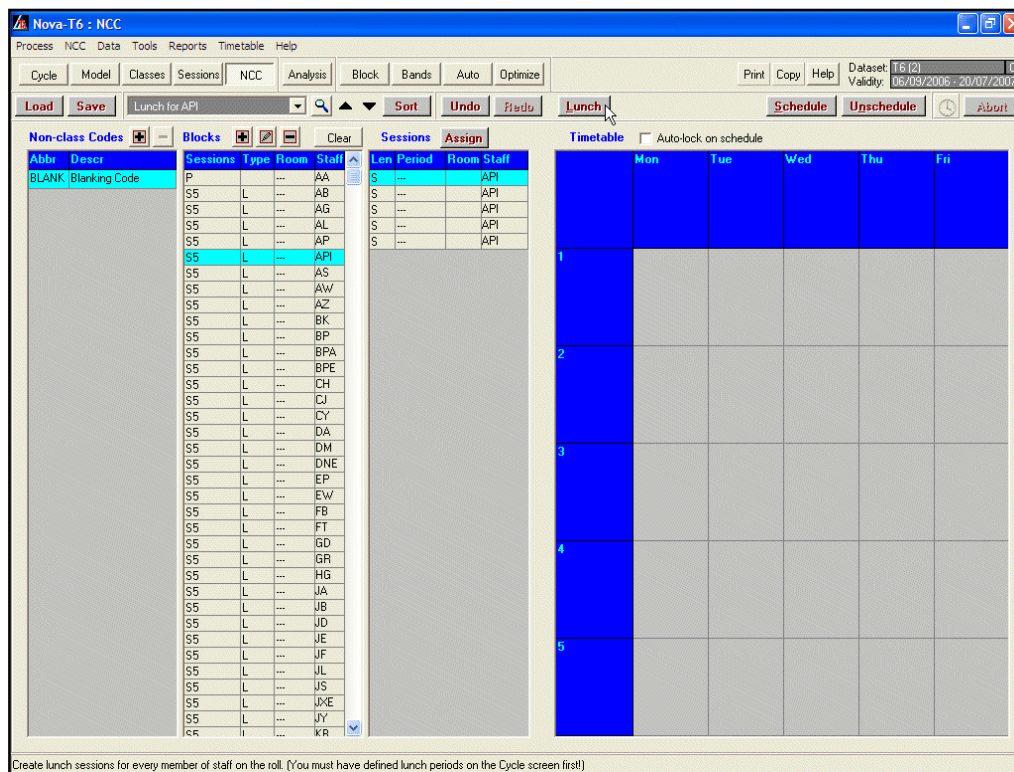 Nova-T6 : NCC
Process NCC Data Tools Reports Timetable Help
Cycle Model Classes Sessions NCC Analysis Block Bands Auto Optimize Print Copy Help Dataset: T6 (2)
Validity: 06/09/2006 - 20/07/2007
Load Save Lunch for API Sort Undo Redo Lunch Schedule Unschedule Abort
Non-class Codes Blocks Clear Sessions Assign Timetable Auto-lock on schedule
Abbr Descr Sessions Type Room Staff Len Period Room Staff Mon Tue Wed Thu Fri
BLANK Blanking Code P --- AA S --- API
S5 L --- AB S --- API
S5 L --- AG S --- API
S5 L --- AL S --- API
S5 L --- AP S --- API
S5 L --- API 1
S5 L --- AS
S5 L --- AW
S5 L --- AZ
S5 L --- BK
S5 L --- BP
S5 L --- BPA 2
S5 L --- BPE
S5 L --- CH
S5 L --- CJ
S5 L --- CY
S5 L --- DA
S5 L --- DM 3
S5 L --- DNE
S5 L --- EP
S5 L --- EW
S5 L --- FB
S5 L --- FT
S5 L --- GD 4
S5 L --- GR
S5 L --- HG
S5 L --- JA
S5 L --- JB
S5 L --- JD
S5 L --- JE 5
S5 L --- JF
S5 L --- JL
S5 L --- JS
S5 L --- JXE
S5 L --- JY
S5 L --- KB
Create lunch sessions for every member of staff on the roll. (You must have defined lunch periods on the Cycle screen first!)